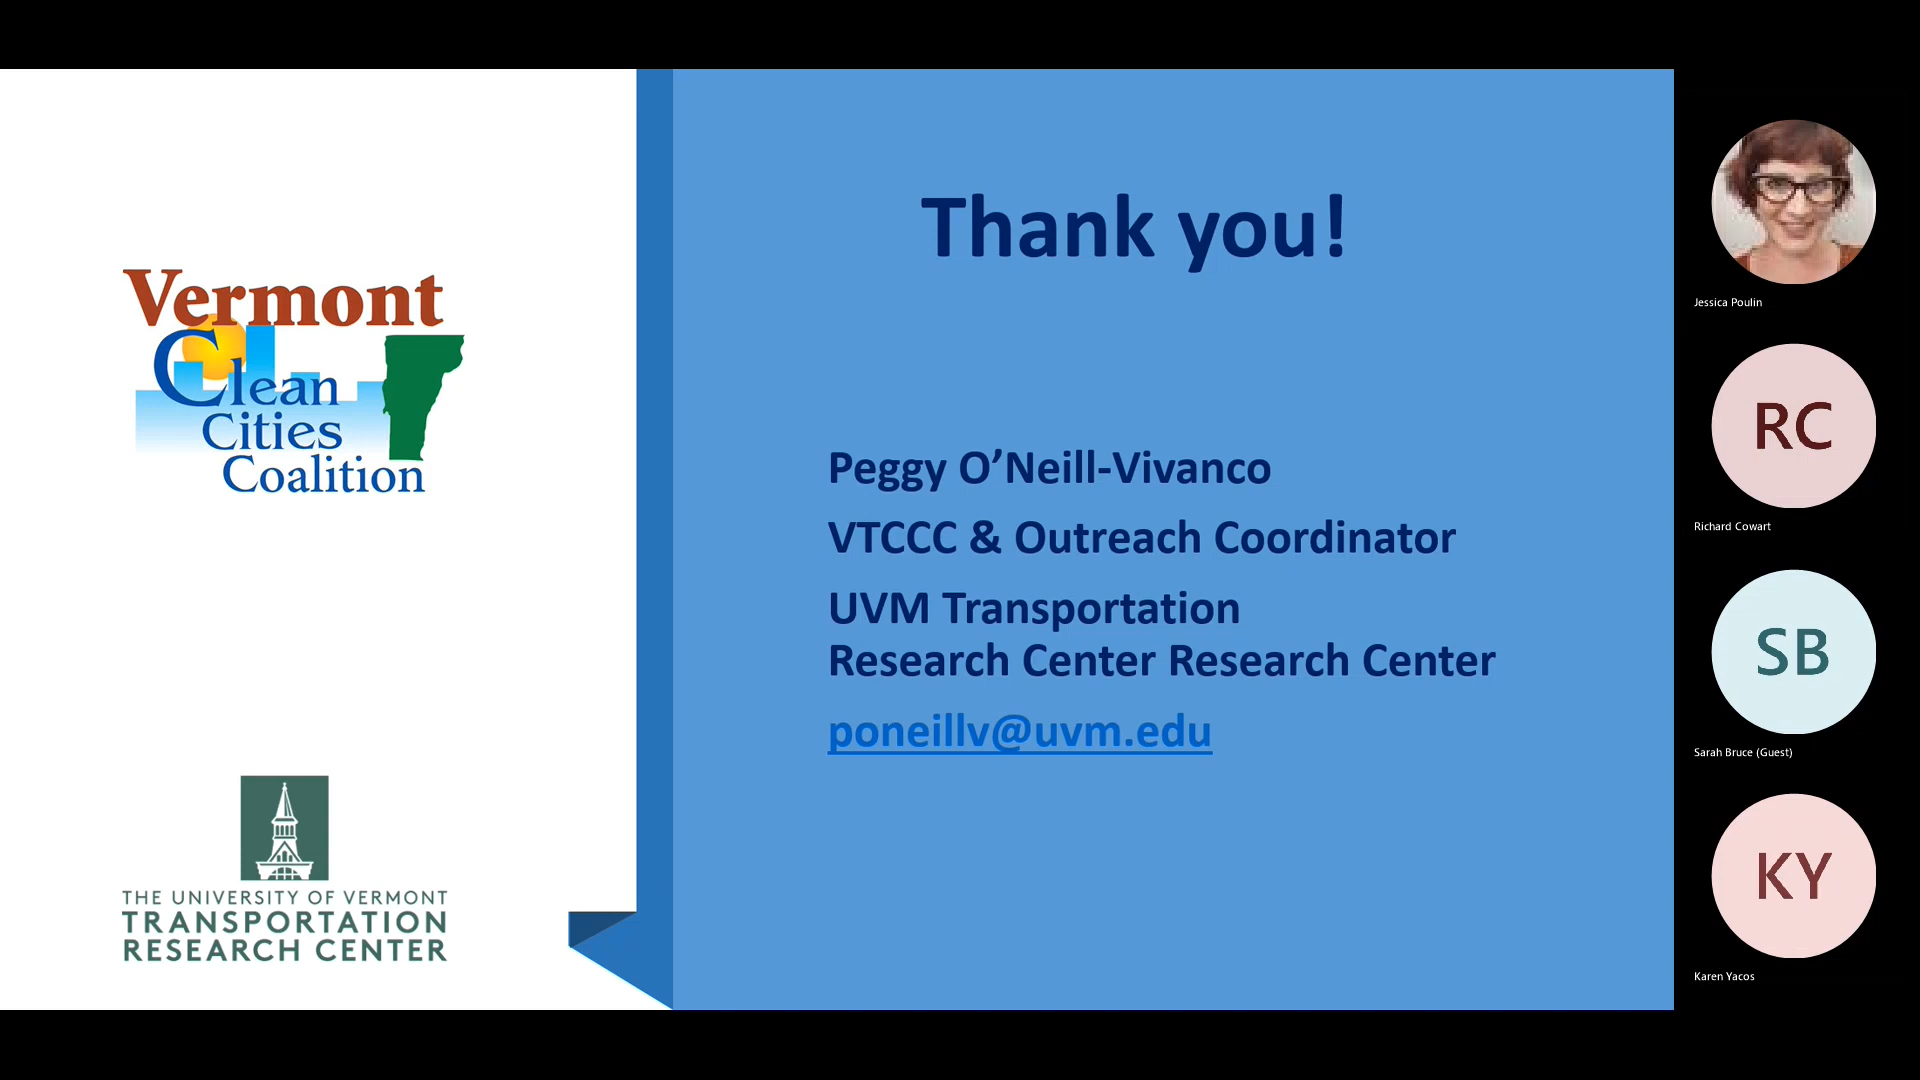 Vermont
Clean
Cities
Coalition
THE UNIVERSITY OF VERMONT
TRANSPORTATION
RESEARCH CENTER
Thank you!
Peggy O’Neill-Vivanco
VTCCC & Outreach Coordinator
UVM Transportation
Research Center Research Center
poneillv@uvm.edu
Jessica Poulin
RC
Richard Cowart
SB
Sarah Bruce (Guest)
KY
Karen Yacos